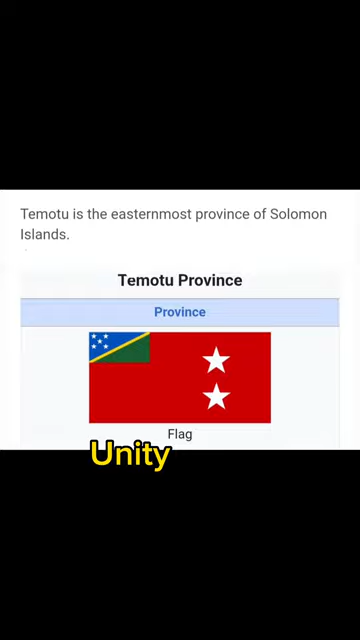 Temotu is the easternmost province of Solomon
Islands.
Temotu Province
Province
Flag
Unity